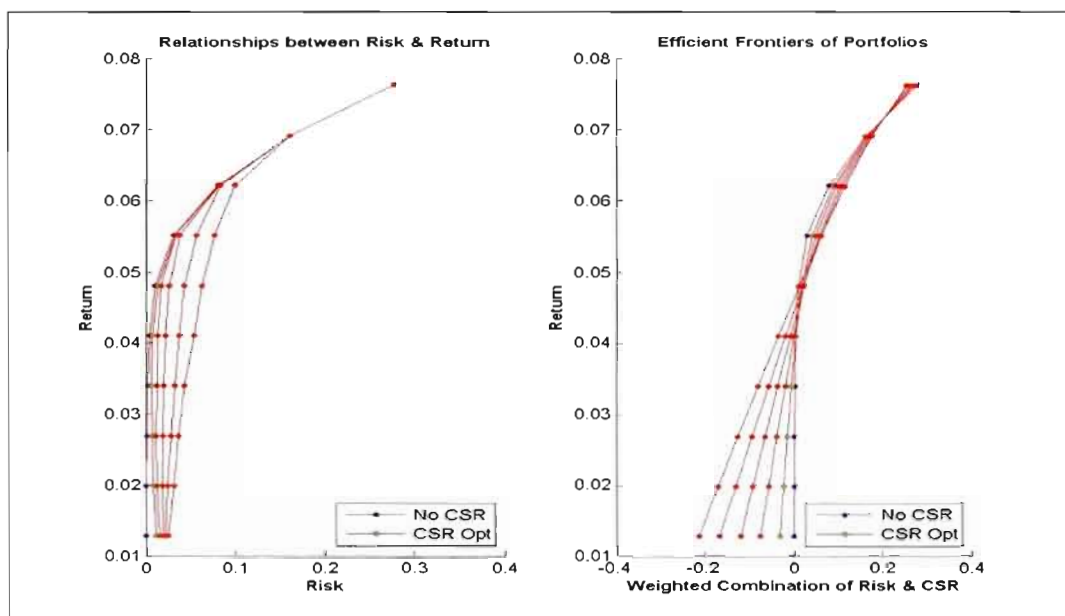 Relationships between Risk & Return
0.08
0.07
0.06
0.05
0.04
0.03
0.02
0.01
Return
0
0.1
0.2
0.3
0.4
Risk
No CSR
CSR Opt
Efficient Frontiers of Portfolios
0.08
0.07
0.06
0.05
0.04
0.03
0.02
0.01
Return
-0.4
-0.2
0
0.2
0.4
Weighted Combination of Risk & CSR
No CSR
CSR Opt